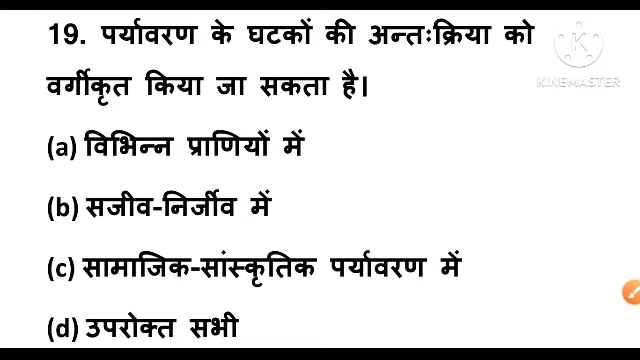 19. पर्यावरण के घटकों की अन्तःक्रिया को
वर्गीकृत किया जा सकता है।
(a) विभिन्न प्राणियों में
(b) सजीव-निर्जीव में
(c) सामाजिक-सांस्कृतिक पर्यावरण में
(d) उपरोक्त सभी
KINEMASTER